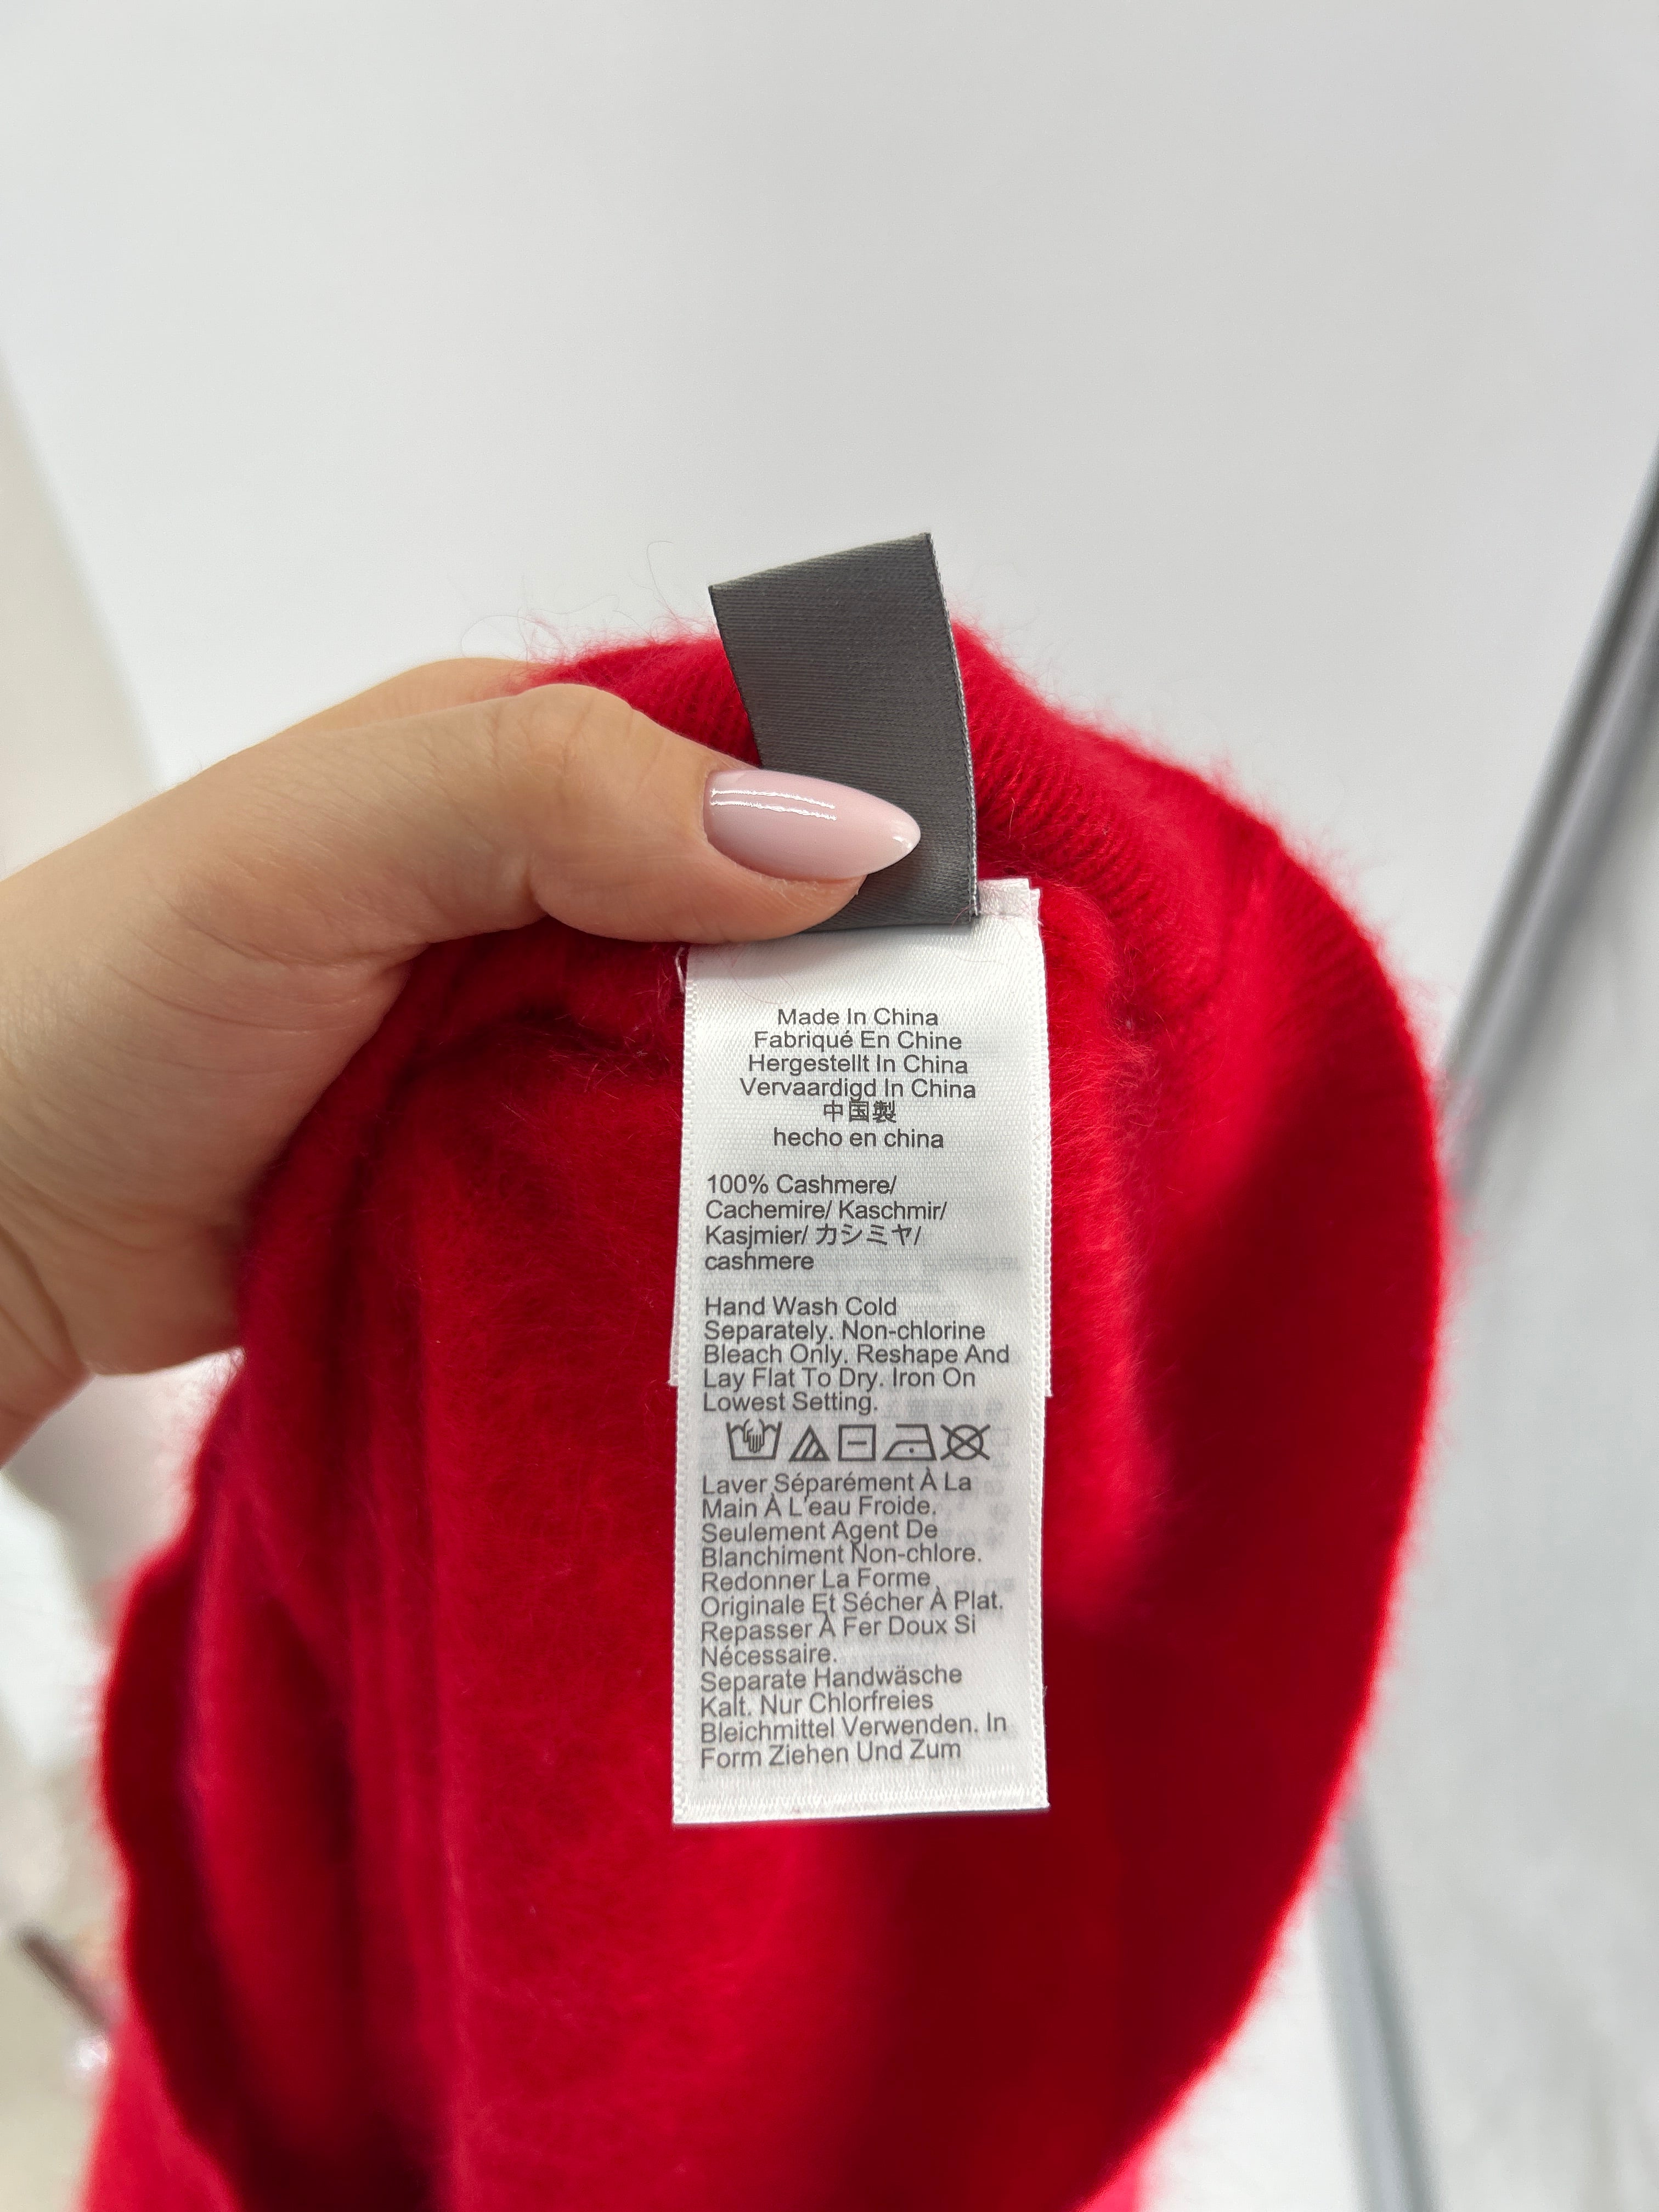 Made In China
Fabriqué En Chine
Hergestellt In China
Vervaardigd In China
中国製
hecho en china
100% Cashmere/
Cachemire/ Kaschmir/
Kasjmier/ カシミヤ/
cashmere
Hand Wash Cold
Separately. Non-chlorine
Bleach Only. Reshape And
Lay Flat To Dry. Iron On
Lowest Setting.
Laver Séparément À La
Main À L'eau Froide.
Seulement Agent De
Blanchiment Non-chlore.
Redonner La Forme
Originale Et Sécher À Plat.
Repasser À Fer Doux Si
Nécessaire.
Separate Handwäsche
Kalt. Nur Chlorfreies
Bleichmittel Verwenden. In
Form Ziehen Und Zum